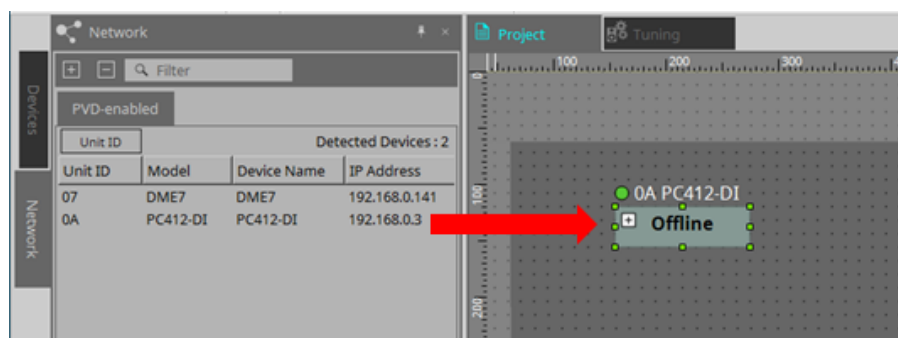 Network
Filter
PVD-enabled
Unit ID
Detected Devices : 2
Unit ID Model Device Name IP Address
07 DME7 DME7 192.168.0.141
0A PC412-DI PC412-DI 192.168.0.3
Devices
Network
Project
Tuning
100 200 300
0
100
200
0A PC412-DI
Offline